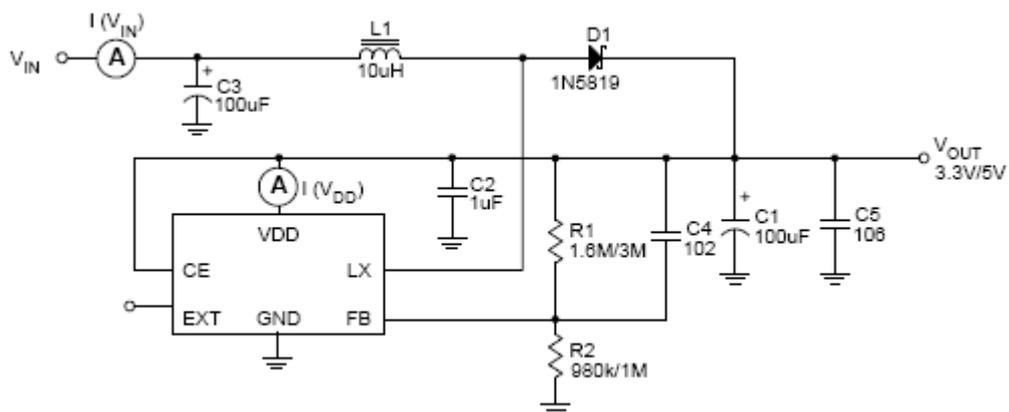 I (VIN)
VIN
A
L1
10uH
D1
1N5819
+
C3
100uF
VOUT
3.3V/5V
A
I (VDD)
C2
1uF
VDD
R1
1.6M/3M
C4
102
+
C1
100uF
C5
106
CE
LX
EXT
GND
FB
R2
980k/1M